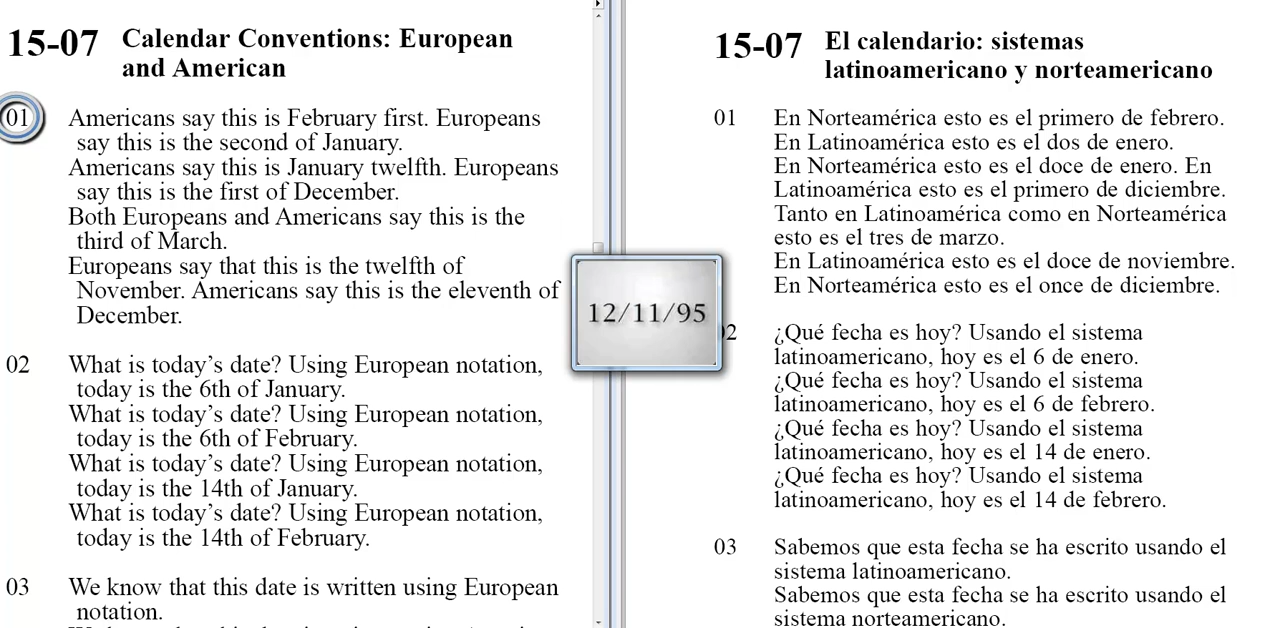 15-07 Calendar Conventions: European
and American
01 Americans say this is February first. Europeans
say this is the second of January.
Americans say this is January twelfth. Europeans
say this is the first of December.
Both Europeans and Americans say this is the
third of March.
Europeans say that this is the twelfth of
November. Americans say this is the eleventh of
December.
02 What is today's date? Using European notation,
today is the 6th of January.
What is today's date? Using European notation,
today is the 6th of February.
What is today's date? Using European notation,
today is the 14th of January.
What is today's date? Using European notation,
today is the 14th of February.
03 We know that this date is written using European
notation.
12/11/95
15-07 El calendario: sistemas
latinoamericano y norteamericano
01 En Norteamérica esto es el primero de febrero.
En Latinoamérica esto es el dos de enero.
En Norteamérica esto es el doce de enero. En
Latinoamérica esto es el primero de diciembre.
Tanto en Latinoamérica como en Norteamérica
esto es el tres de marzo.
En Latinoamérica esto es el doce de noviembre.
En Norteamérica esto es el once de diciembre.
02 ¿Qué fecha es hoy? Usando el sistema
latinoamericano, hoy es el 6 de enero.
¿Qué fecha es hoy? Usando el sistema
latinoamericano, hoy es el 6 de febrero.
¿Qué fecha es hoy? Usando el sistema
latinoamericano, hoy es el 14 de enero.
¿Qué fecha es hoy? Usando el sistema
latinoamericano, hoy es el 14 de febrero.
03 Sabemos que esta fecha se ha escrito usando el
sistema latinoamericano.
Sabemos que esta fecha se ha escrito usando el
sistema norteamericano.